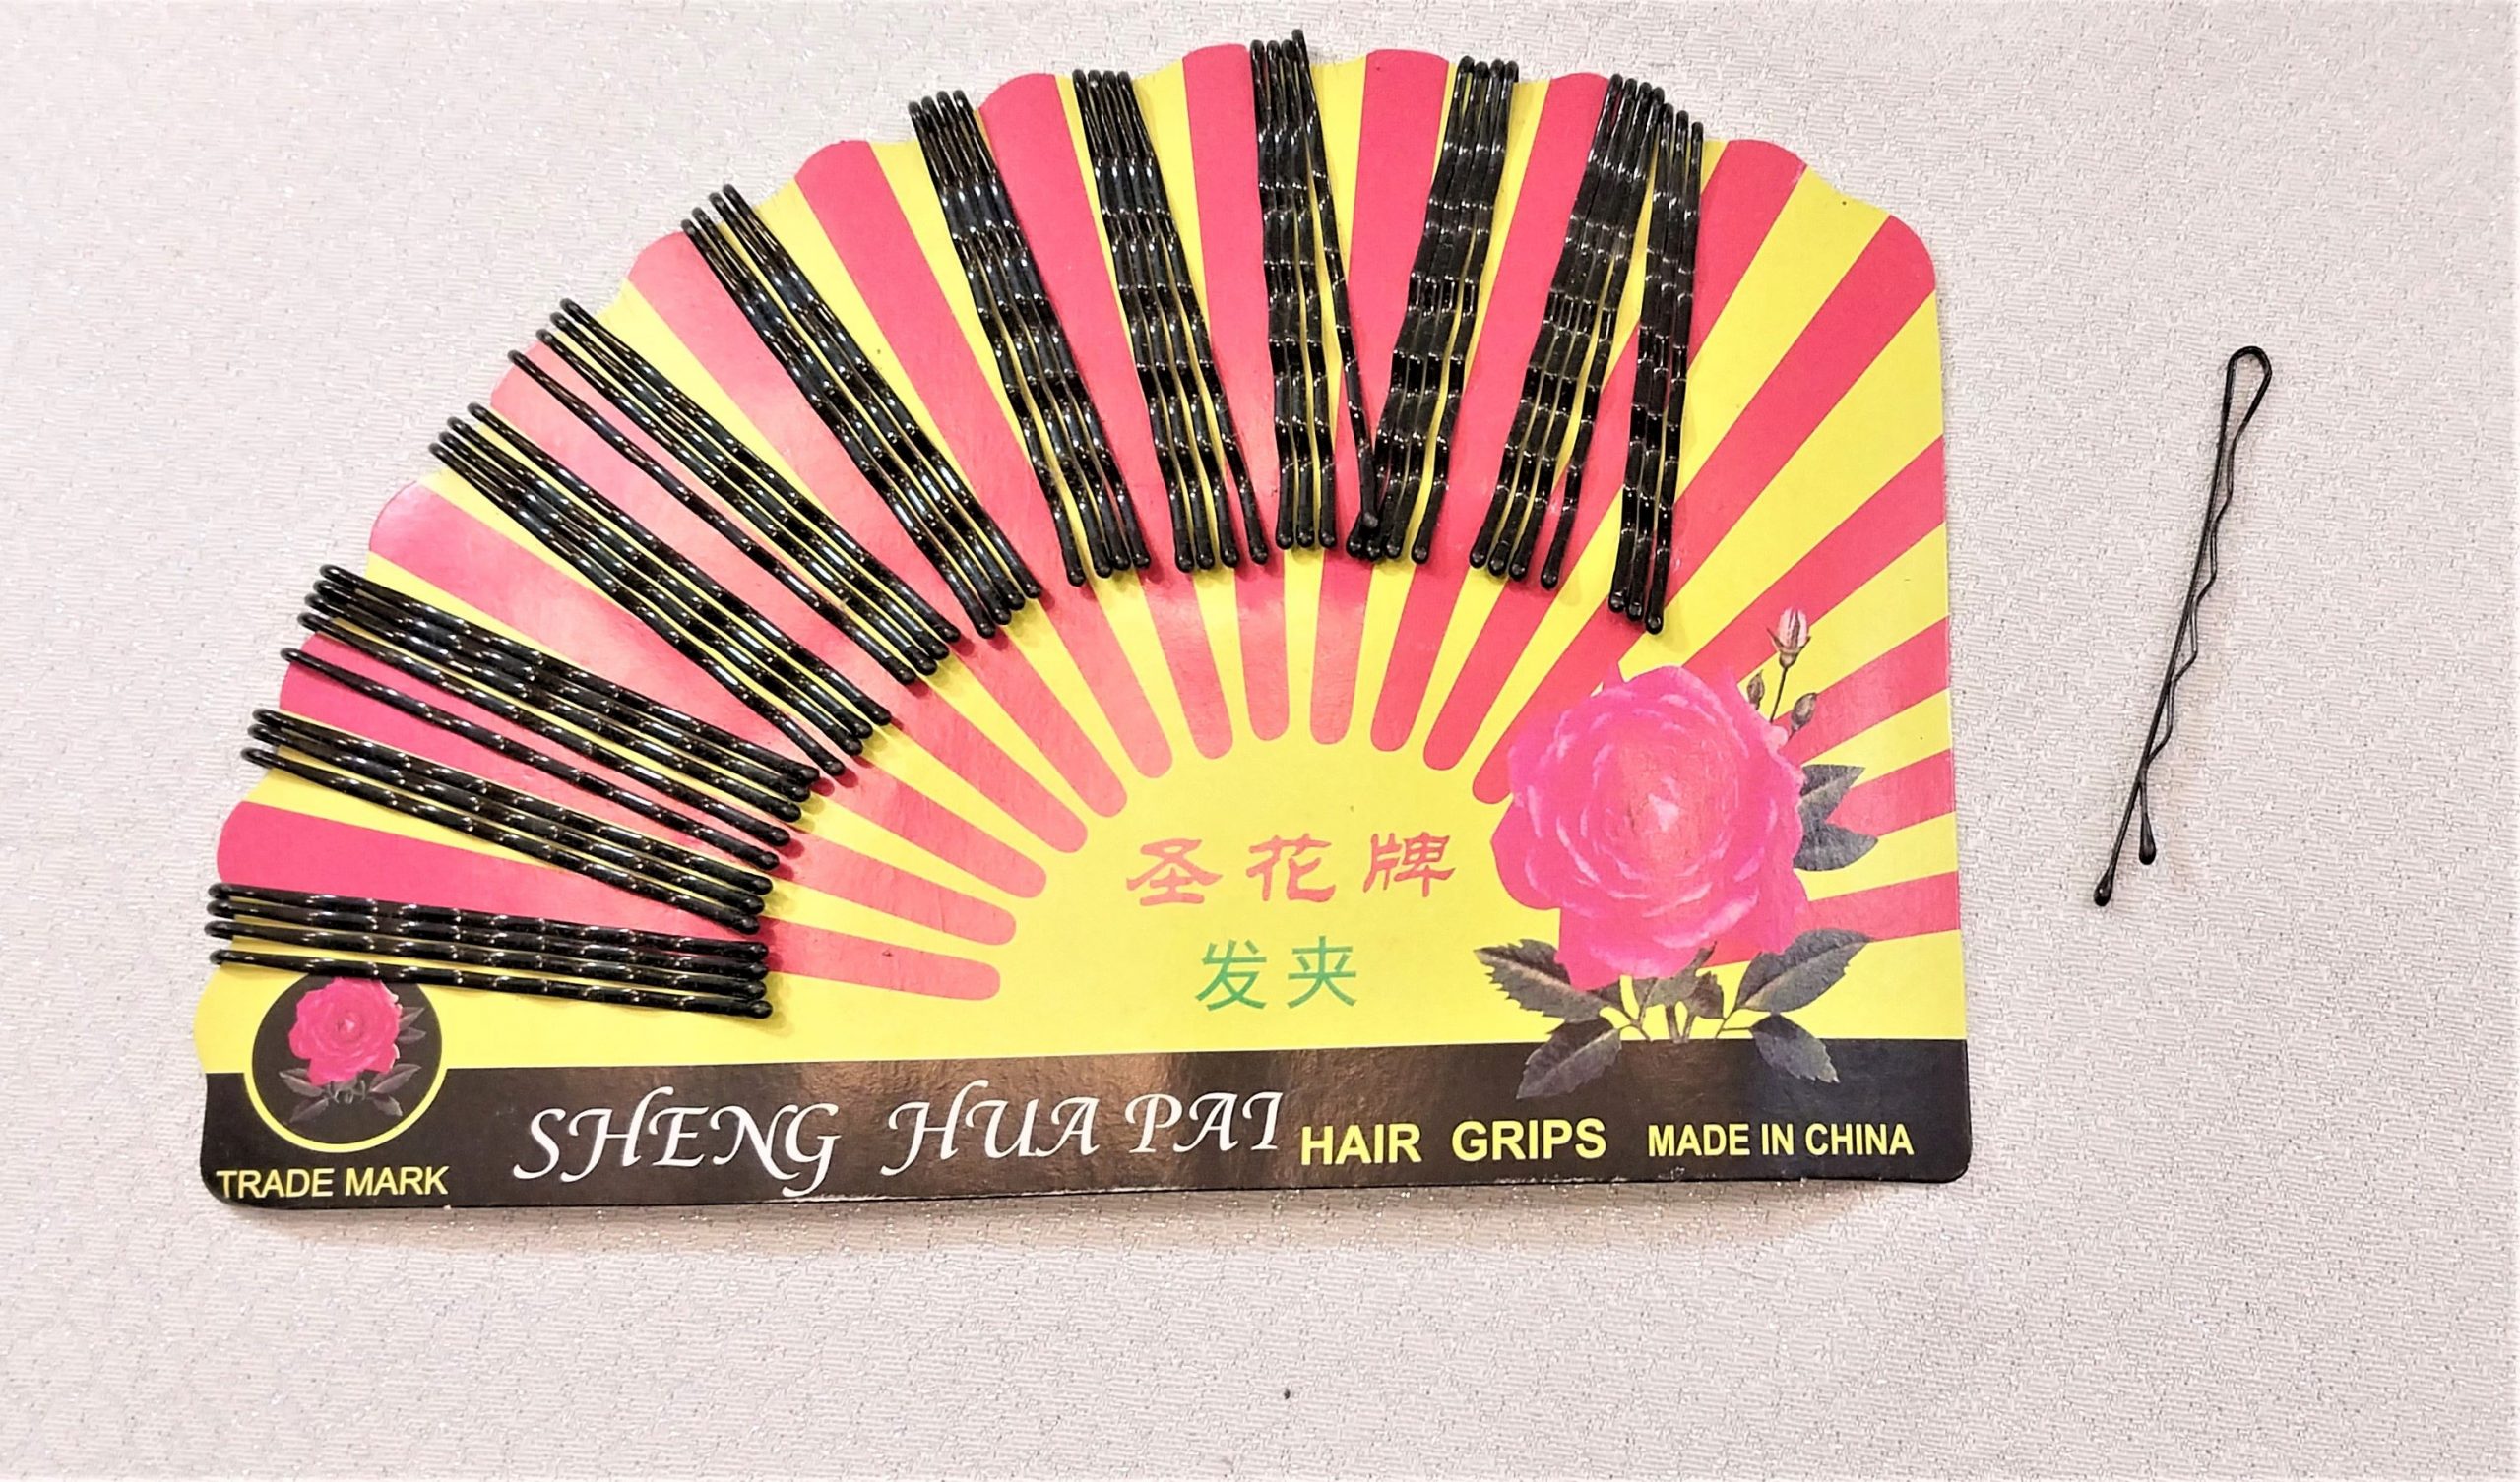 圣花牌
发夹
SHENG HUA PAI HAIR GRIPS MADE IN CHINA
TRADE MARK